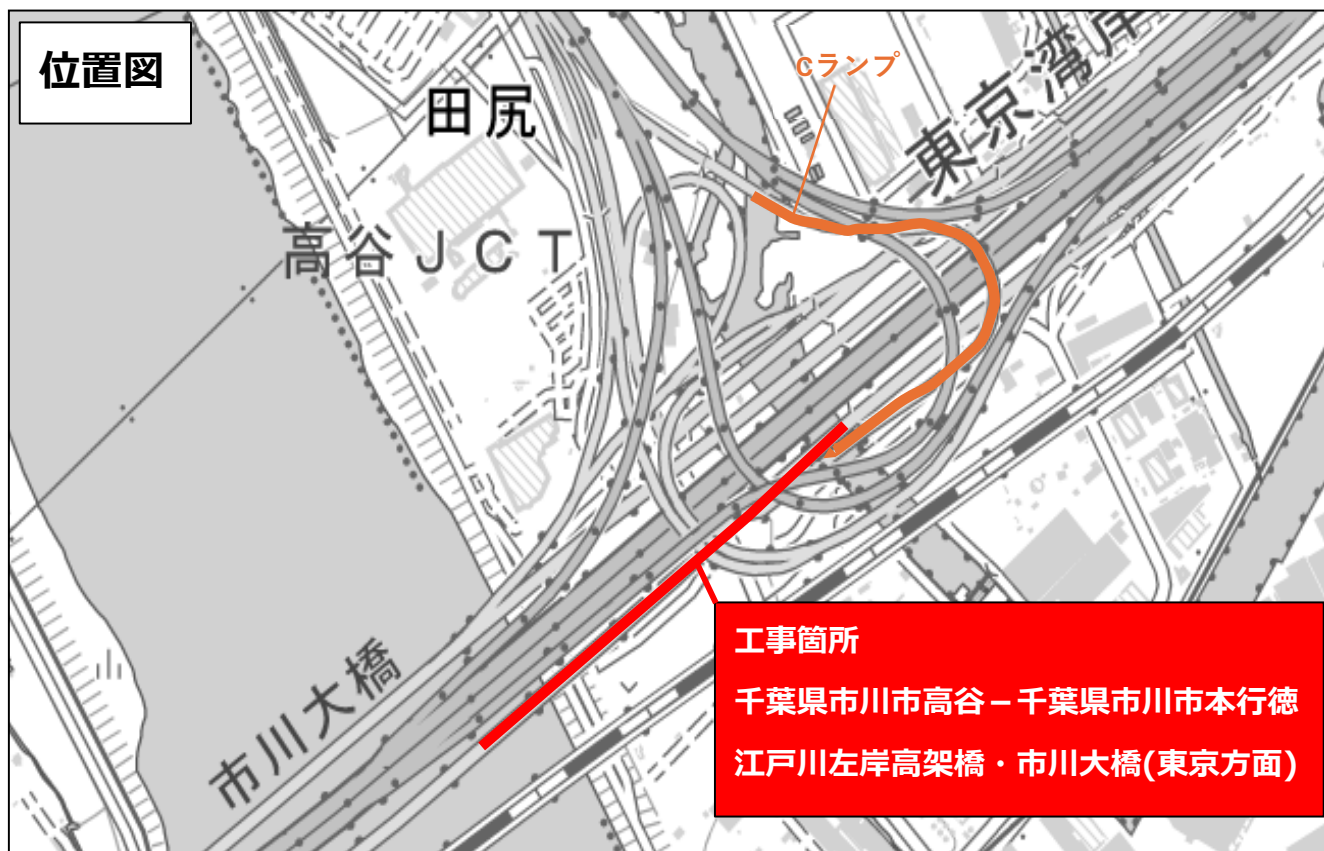 位置図
Cランプ
東京湾岸
田尻
高谷JCT
市川大橋
工事箇所
千葉県市川市高谷－千葉県市川市本行徳
江戸川左岸高架橋・市川大橋(東京方面)